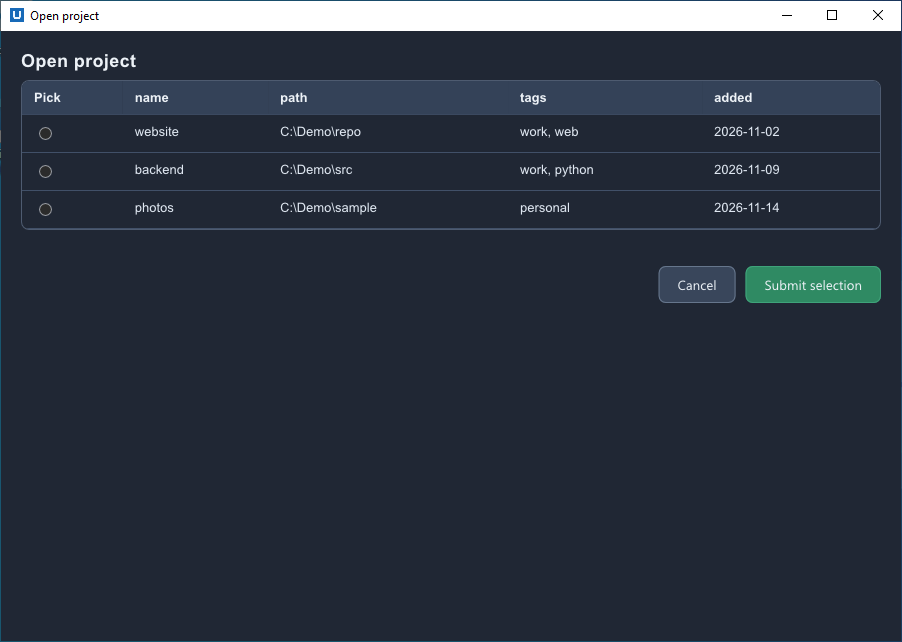 U Open project
Open project
Pick name path tags added
website C:\Demo\repo work, web 2026-11-02
backend C:\Demo\src work, python 2026-11-09
photos C:\Demo\sample personal 2026-11-14
Cancel Submit selection